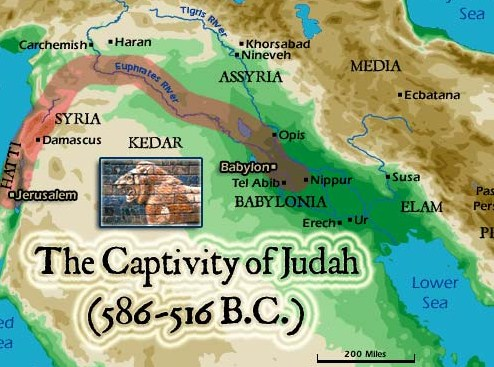 Tigris River
Sea
Carchemish
Haran
Khorsabad
Nineveh
Euphrates River
ASSYRIA
MEDIA
Ecbatana
SYRIA
Damascus
KEDAR
Opis
HATTI
Babylon
Tel Abib
Nippur
Susa
Jerusalem
BABYLONIA
ELAM
Erech
Ur
The Captivity of Judah
(586-516 B.C.)
Lower
Sea
200 Miles